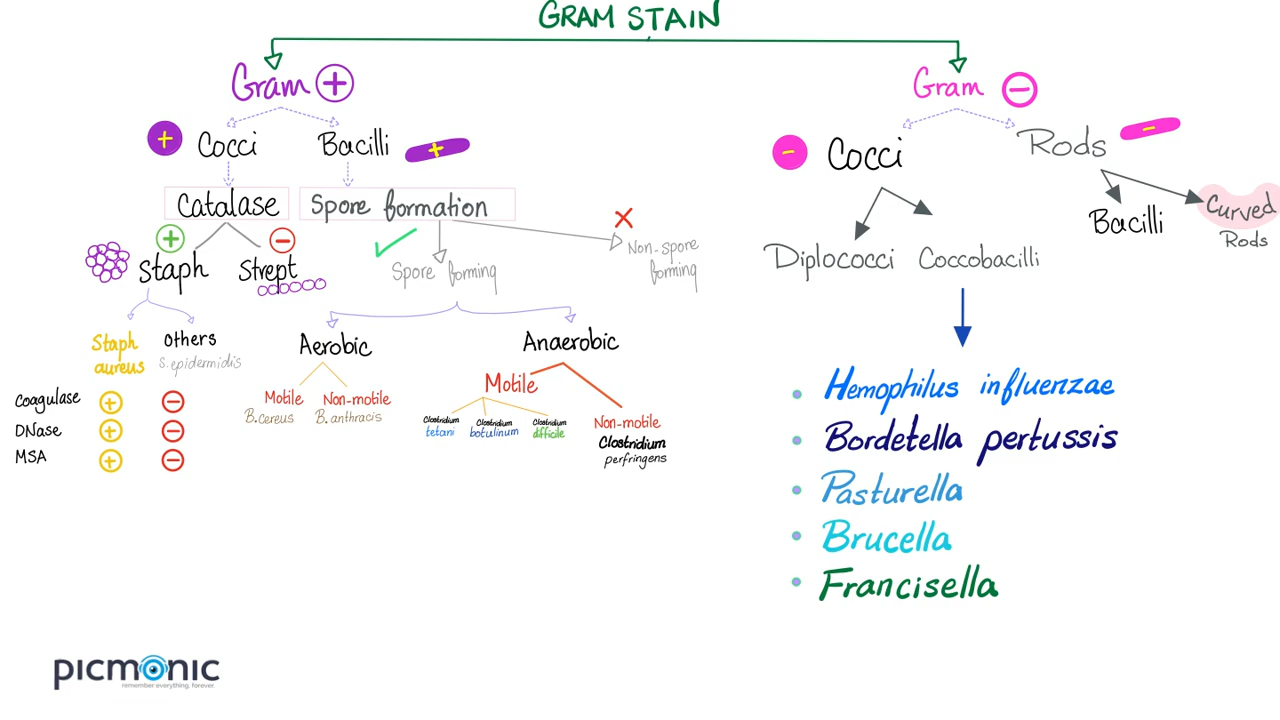 GRAM STAIN
Gram +
Gram −
+ Cocci
Bacilli +
− Cocci
Rods −
Catalase
Spore formation
+
−
Staph
Strept
Spore forming
Non-spore
forming
Bacilli
Curved
Rods
Diplococci
Coccobacilli
Staph
aureus
Others
S. epidermidis
Coagulase + −
DNase + −
MSA + −
Aerobic
Motile
B. cereus
Non-motile
B. anthracis
Anaerobic
Motile
Clostridium
tetani
Clostridium
botulinum
Clostridium
difficile
Non-motile
Clostridium
perfringens
• Hemophilus influenzae
• Bordetella pertussis
• Pasturella
• Brucella
• Francisella
picmonic
remember everything. forever.